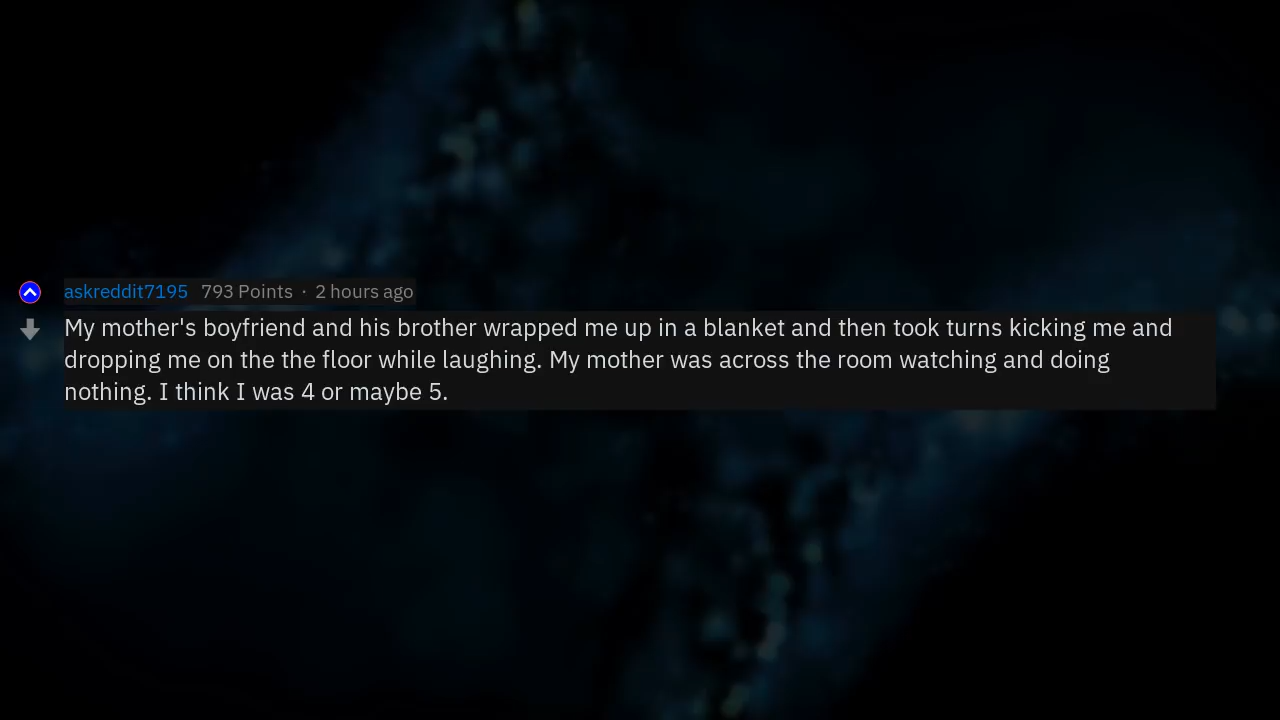 askreddit7195 793 Points · 2 hours ago
My mother's boyfriend and his brother wrapped me up in a blanket and then took turns kicking me and
dropping me on the the floor while laughing. My mother was across the room watching and doing
nothing. I think I was 4 or maybe 5.